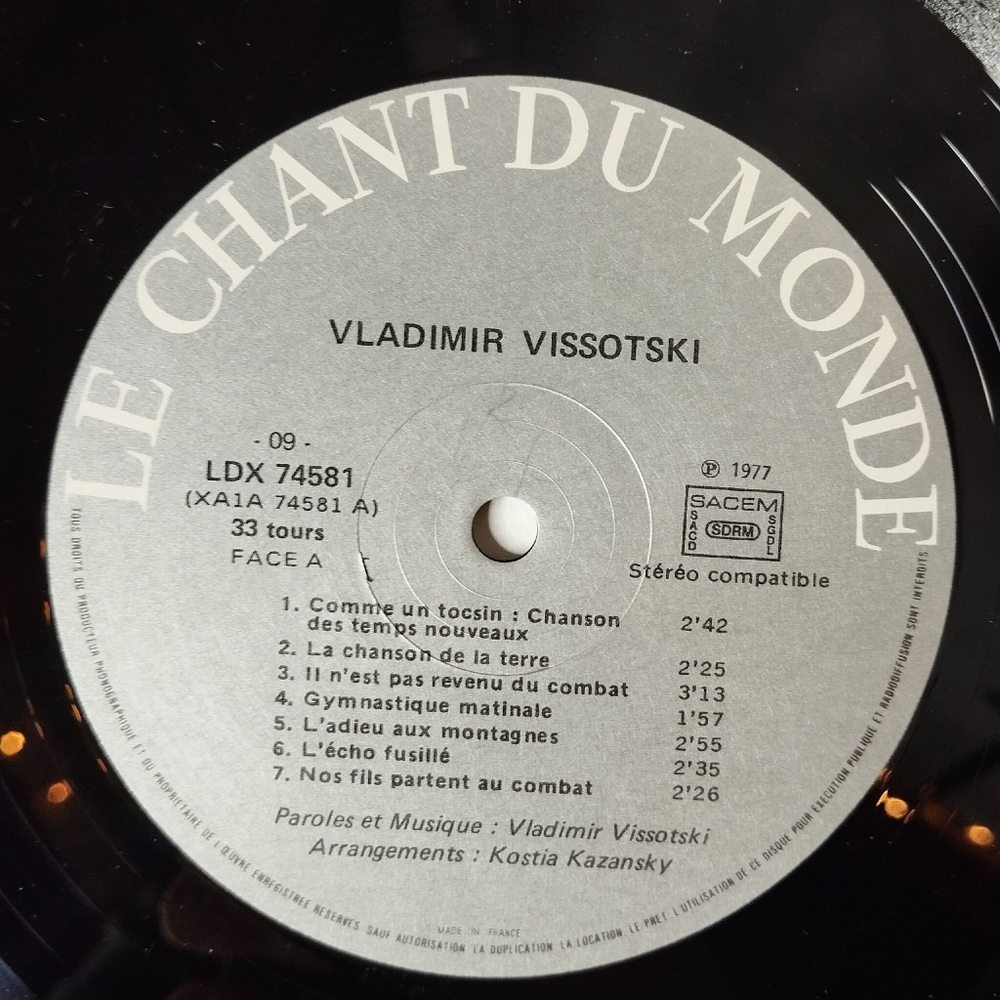 LE CHANT DU MONDE
VLADIMIR VISSOTSKI
- 09 -
LDX 74581
(XA1A 74581 A)
33 tours
FACE A
℗ 1977
SACEM
SACD
SDRM
SGDL
Stéréo compatible
1. Comme un tocsin : Chanson
des temps nouveaux 2'42
2. La chanson de la terre 2'25
3. Il n'est pas revenu du combat 3'13
4. Gymnastique matinale 1'57
5. L'adieu aux montagnes 2'55
6. L'écho fusillé 2'35
7. Nos fils partent au combat 2'26
Paroles et Musique : Vladimir Vissotski
Arrangements : Kostia Kazansky
MADE IN FRANCE
TOUS DROITS DU PRODUCTEUR PHONOGRAPHIQUE ET DU PROPRIETAIRE DE L'ŒUVRE ENREGISTREE RESERVES SAUF AUTORISATION LA DUPLICATION LA LOCATION LE PRET L'UTILISATION DE CE DISQUE POUR EXECUTION PUBLIQUE ET RADIODIFFUSION SONT INTERDITS